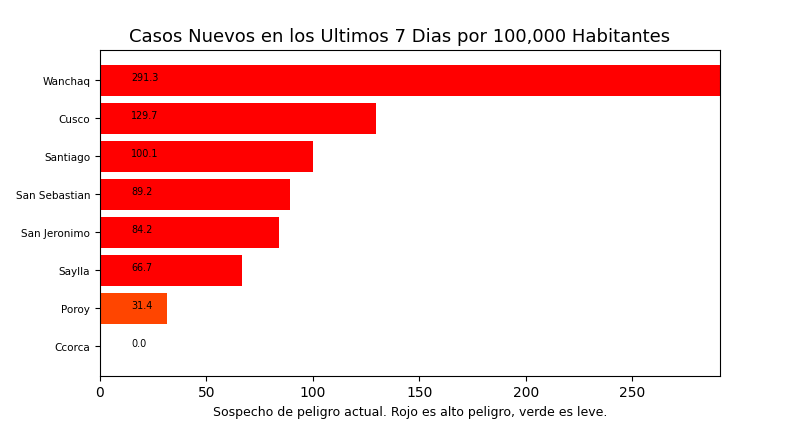 Casos Nuevos en los Ultimos 7 Dias por 100,000 Habitantes
Wanchaq 291.3
Cusco 129.7
Santiago 100.1
San Sebastian 89.2
San Jeronimo 84.2
Saylla 66.7
Poroy 31.4
Ccorca 0.0
0 50 100 150 200 250
Sospecho de peligro actual. Rojo es alto peligro, verde es leve.